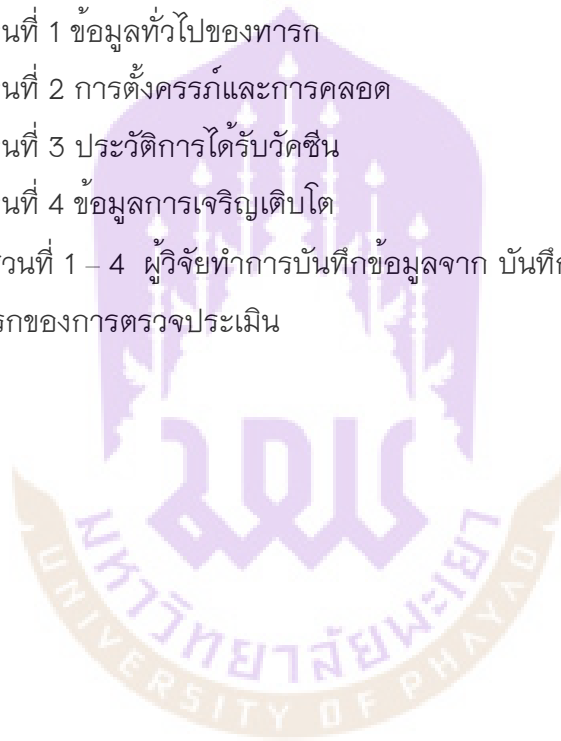 นที่ 1 ข้อมูลทั่วไปของทารก
นที่ 2 การตั้งครรภ์และการคลอด
นที่ 3 ประวัติการได้รับวัคซีน
นที่ 4 ข้อมูลการเจริญเติบโต
วนที่ 1 – 4 ผู้วิจัยทำการบันทึกข้อมูลจาก บันทึก
รกของการตรวจประเมิน
มพย
มหาวิทยาลัยพะเยา
UNIVERSITY OF PHAYAO